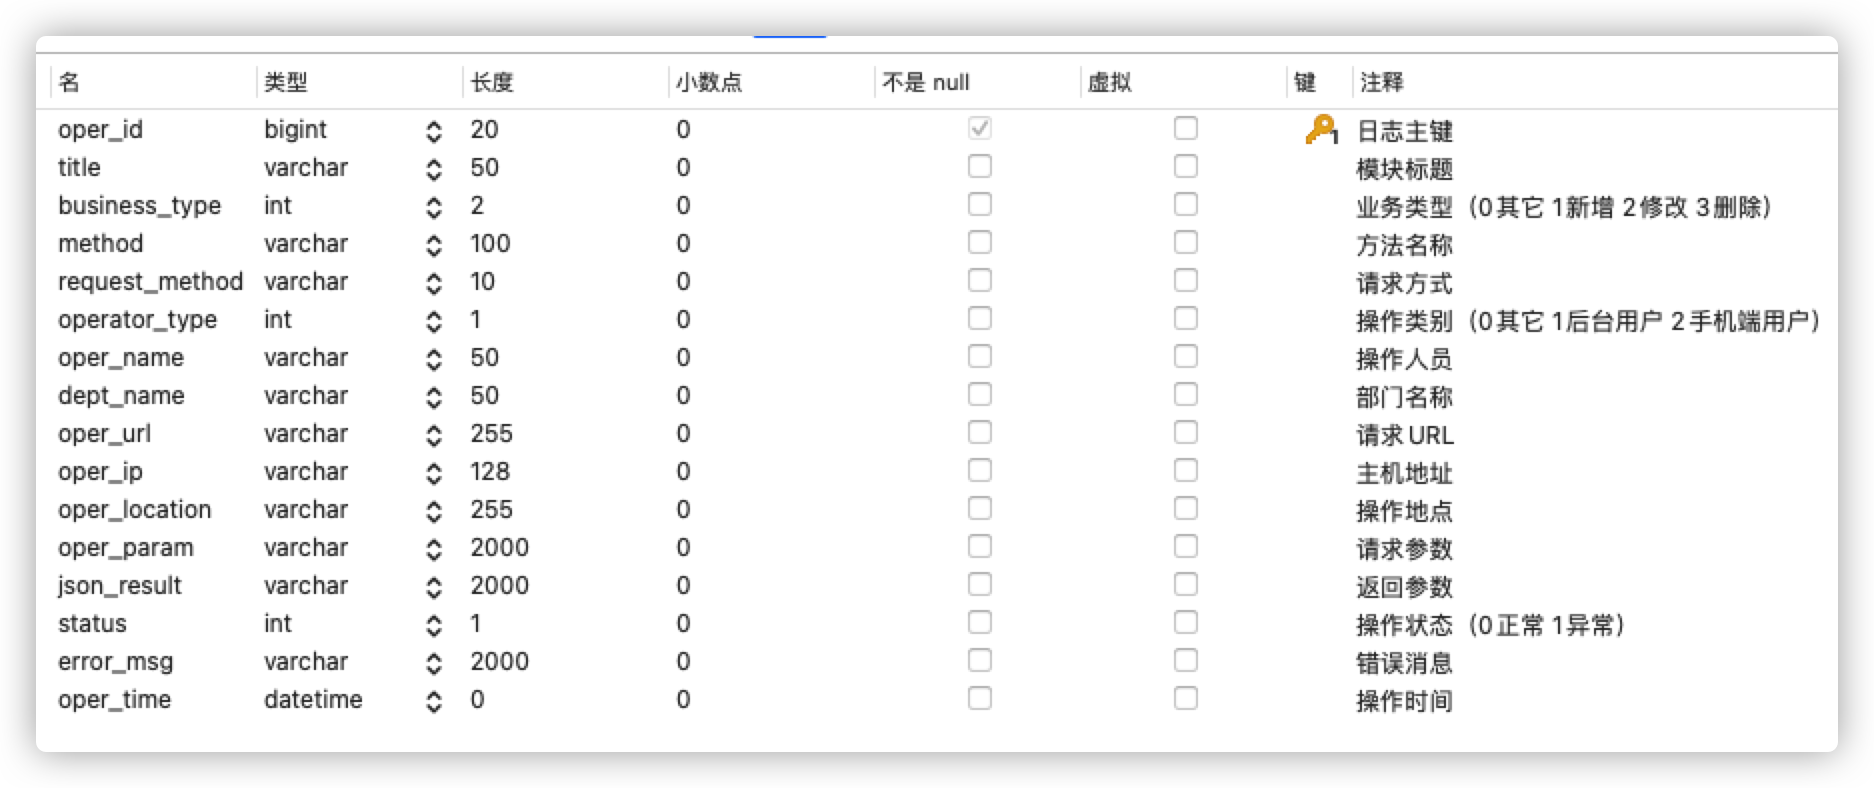 名 类型 长度 小数点 不是 null 虚拟 键 注释
oper_id bigint 20 0 1 日志主键
title varchar 50 0 模块标题
business_type int 2 0 业务类型（0其它 1新增 2修改 3删除）
method varchar 100 0 方法名称
request_method varchar 10 0 请求方式
operator_type int 1 0 操作类别（0其它 1后台用户 2手机端用户）
oper_name varchar 50 0 操作人员
dept_name varchar 50 0 部门名称
oper_url varchar 255 0 请求URL
oper_ip varchar 128 0 主机地址
oper_location varchar 255 0 操作地点
oper_param varchar 2000 0 请求参数
json_result varchar 2000 0 返回参数
status int 1 0 操作状态（0正常 1异常）
error_msg varchar 2000 0 错误消息
oper_time datetime 0 0 操作时间